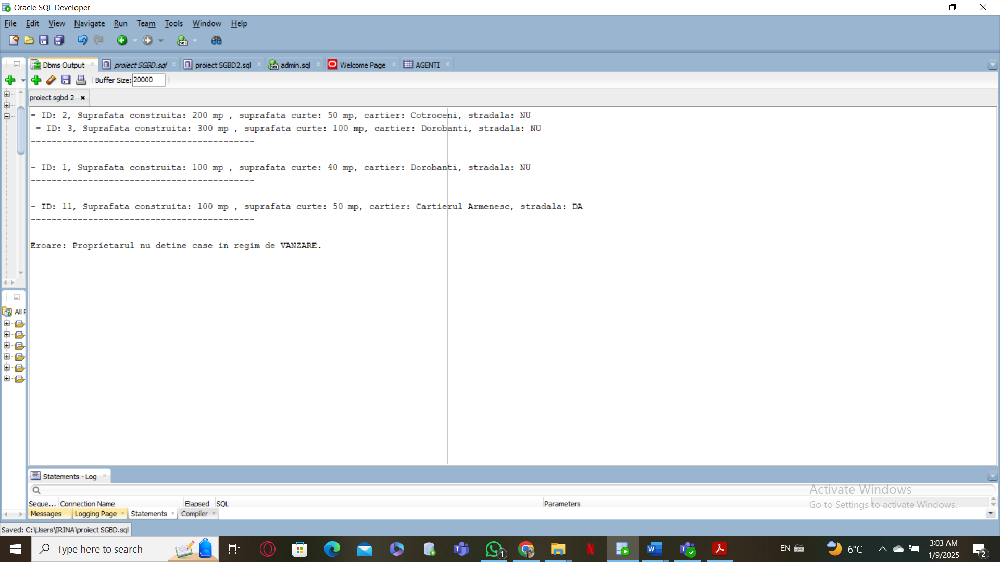 Oracle SQL Developer
File Edit View Navigate Run Team Tools Window Help
Dbms Output proiect SGBD.sql proiect SGBD2.sql admin.sql Welcome Page AGENTI
Buffer Size: 20000
proiect sgbd 2
- ID: 2, Suprafata construita: 200 mp , suprafata curte: 50 mp, cartier: Cotroceni, stradala: NU
- ID: 3, Suprafata construita: 300 mp , suprafata curte: 100 mp, cartier: Dorobanti, stradala: NU
-------------------------------------------
- ID: 1, Suprafata construita: 100 mp , suprafata curte: 40 mp, cartier: Dorobanti, stradala: NU
-------------------------------------------
- ID: 11, Suprafata construita: 100 mp , suprafata curte: 50 mp, cartier: Cartierul Armenesc, stradala: DA
-------------------------------------------
Eroare: Proprietarul nu detine case in regim de VANZARE.
All
Statements - Log
Activate Windows
Seque... Connection Name Elapsed SQL Parameters
Go to Settings to activate Windows.
Messages Logging Page Statements Compiler
Saved: C:\Users\IRINA\proiect SGBD.sql
Type here to search
EN 6°C 3:03 AM
1/9/2025
1
2